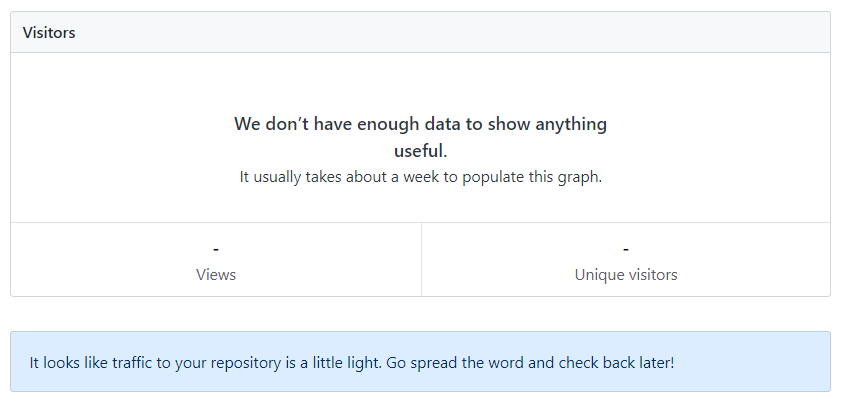 Visitors
We don’t have enough data to show anything
useful.
It usually takes about a week to populate this graph.
-
Views
-
Unique visitors
It looks like traffic to your repository is a little light. Go spread the word and check back later!